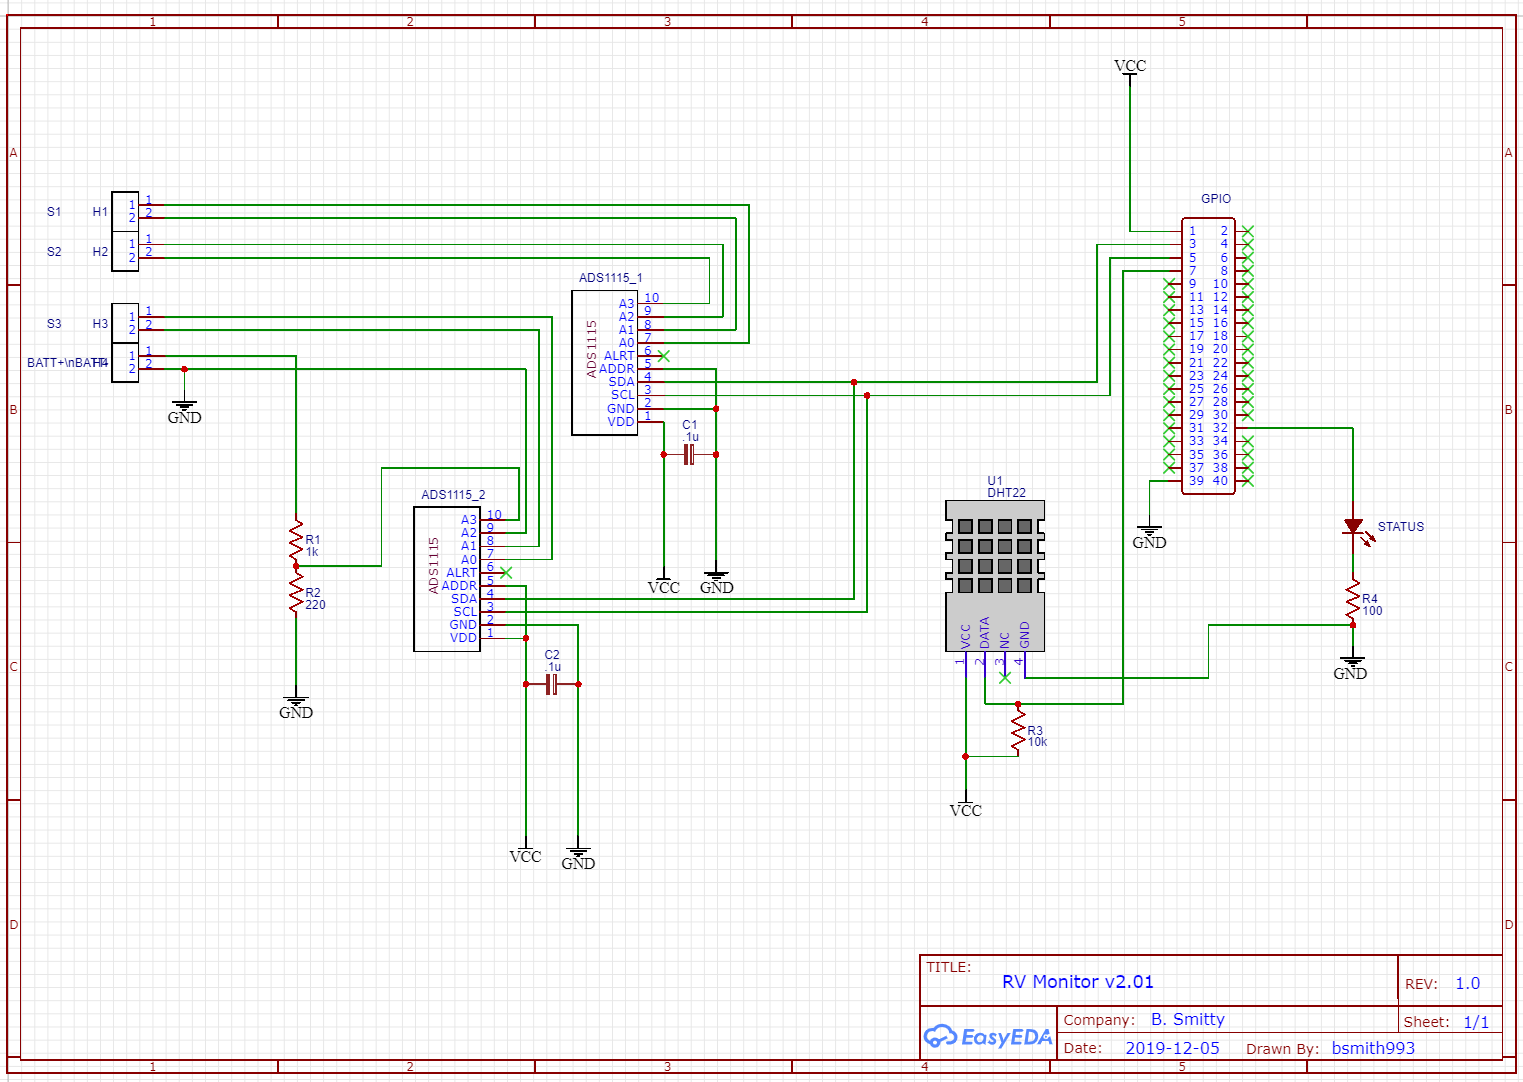 1 2 3 4 5
A A
B B
C C
D D
1 2 3 4 5
VCC
GPIO
1 2
3 4
5 6
7 8
9 10
11 12
13 14
15 16
17 18
19 20
21 22
23 24
25 26
27 28
29 30
31 32
33 34
35 36
37 38
39 40
GND
S1 H1 1 1
2 2
S2 H2 1 1
2 2
S3 H3 1 1
2 2
BATT+\nBATT- H4 1 1
2 2
GND
ADS1115_1
ADS1115
A3 10
A2 9
A1 8
A0 7
ALRT 6
ADDR 5
SDA 4
SCL 3
GND 2
VDD 1
C1
.1u
VCC GND
ADS1115_2
ADS1115
A3 10
A2 9
A1 8
A0 7
ALRT 6
ADDR 5
SDA 4
SCL 3
GND 2
VDD 1
C2
.1u
VCC GND
R1
1k
R2
220
GND
U1
DHT22
VCC DATA NC GND
1 2 3 4
R3
10k
VCC
STATUS
R4
100
GND
TITLE:
RV Monitor v2.01
REV: 1.0
EasyEDA
Company: B. Smitty
Sheet: 1/1
Date: 2019-12-05 Drawn By: bsmith993